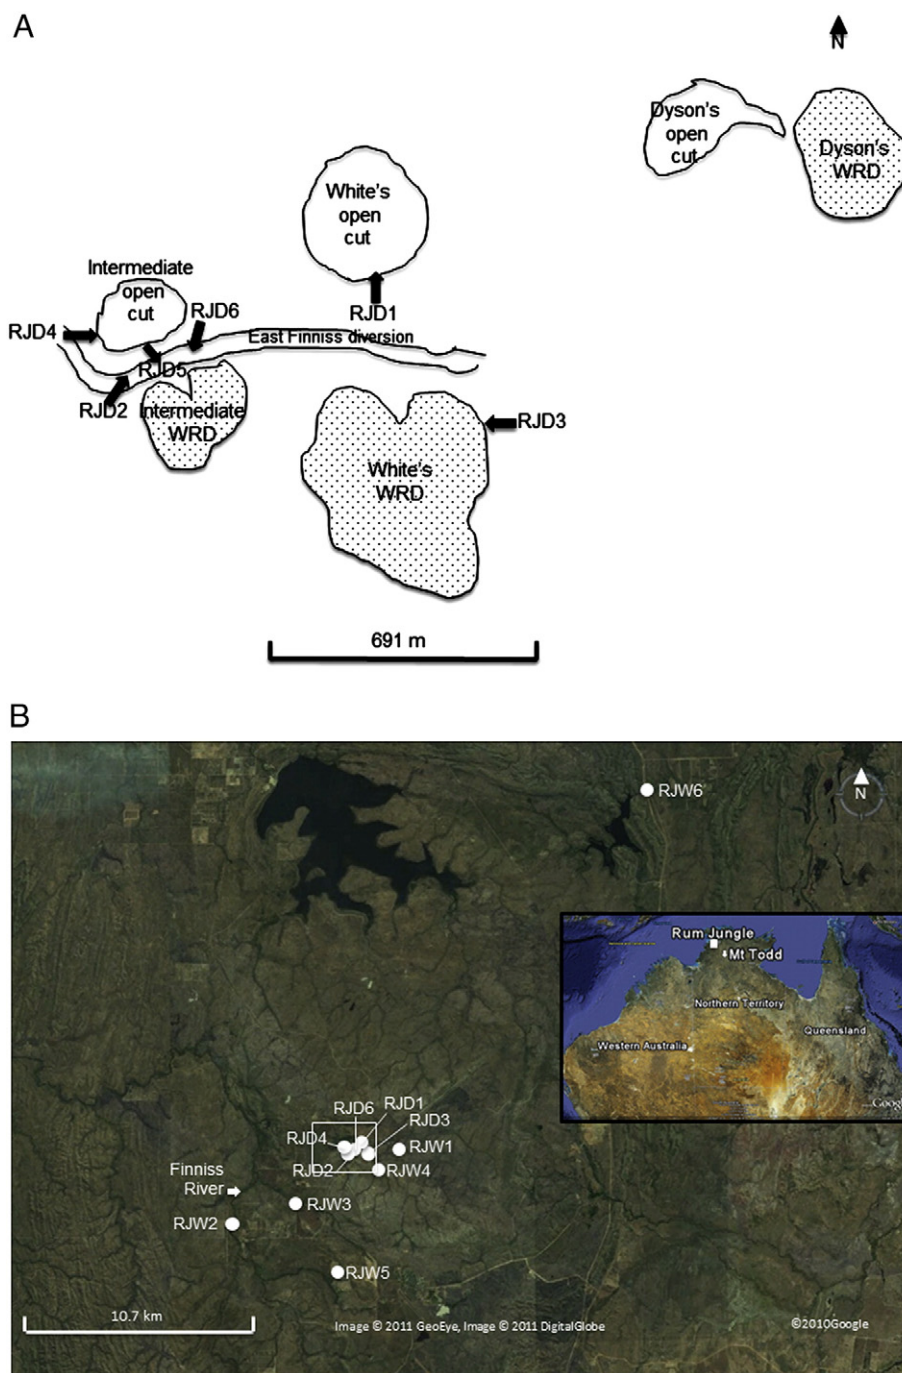 A
N
Dyson's
open
cut
Dyson's
WRD
White's
open
cut
Intermediate
open
cut
RJD6
RJD1
RJD4
East Finniss diversion
RJD5
RJD2
Intermediate
WRD
RJD3
White's
WRD
691 m
B
RJW6
N
Rum Jungle
Mt Todd
Northern Territory
Queensland
Western Australia
Google
RJD1
RJD6
RJD3
RJD4
RJW1
RJD2
RJW4
Finniss
River
RJW3
RJW2
RJW5
10.7 km
Image © 2011 GeoEye, Image © 2011 DigitalGlobe
©2010Google